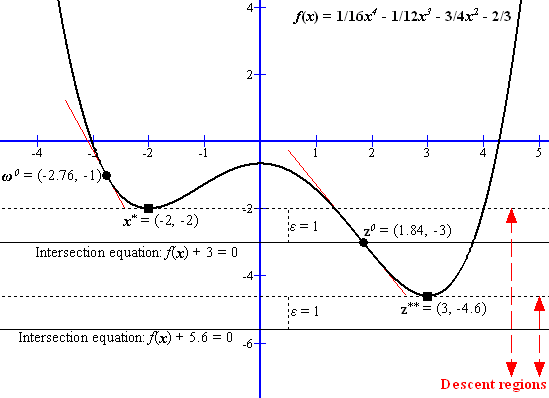 4
f(x) = 1/16x⁴ - 1/12x³ - 3/4x² - 2/3
2
-4 -3 -2 -1 0 1 2 3 4 5
ω⁰ = (-2.76, -1)
-2
x* = (-2, -2)
ε = 1
z⁰ = (1.84, -3)
Intersection equation: f(x) + 3 = 0
-4
ε = 1
z** = (3, -4.6)
Intersection equation: f(x) + 5.6 = 0
-6
Descent regions